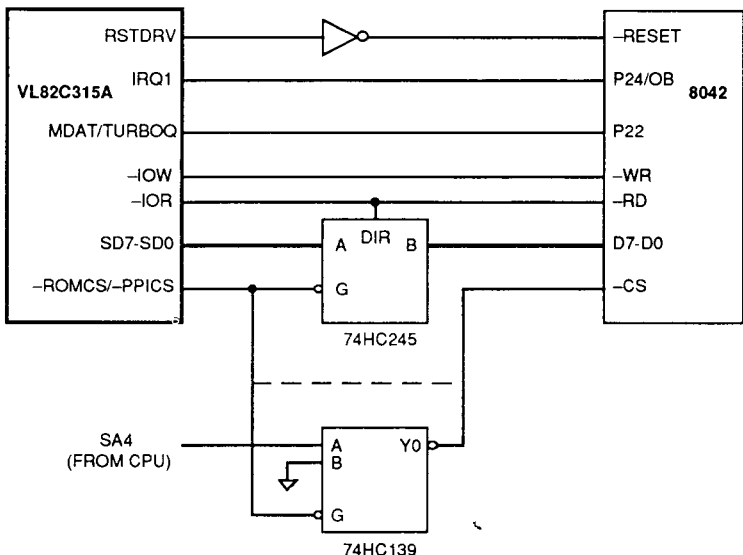 RSTDRV
–RESET
IRQ1
P24/OB
VL82C315A
8042
MDAT/TURBOQ
P22
–IOW
–WR
–IOR
–RD
SD7-SD0
A DIR B
D7-D0
–ROMCS/–PPICS
G
–CS
74HC245
SA4
(FROM CPU)
A Y0
B
G
74HC139